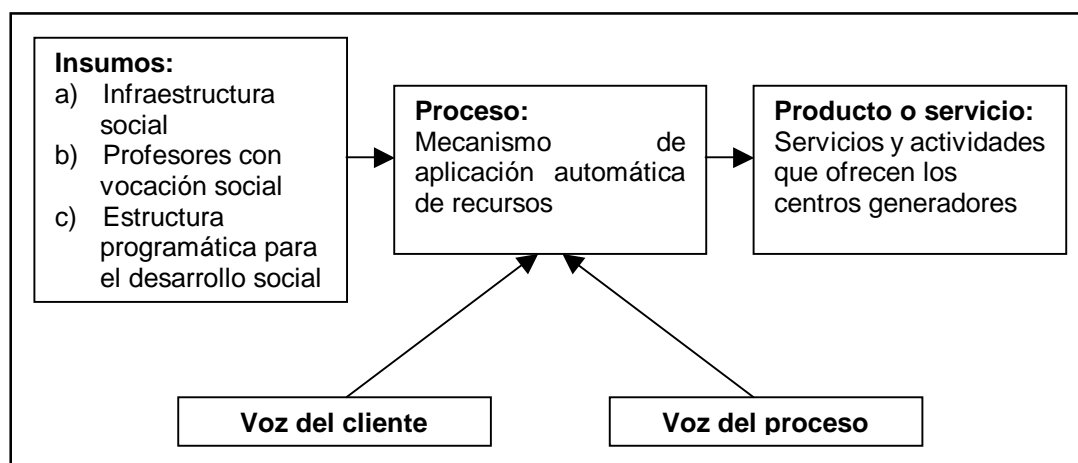 Insumos:
a) Infraestructura
social
b) Profesores con
vocación social
c) Estructura
programática para
el desarrollo social
Proceso:
Mecanismo de
aplicación automática
de recursos
Producto o servicio:
Servicios y actividades
que ofrecen los
centros generadores
Voz del cliente
Voz del proceso